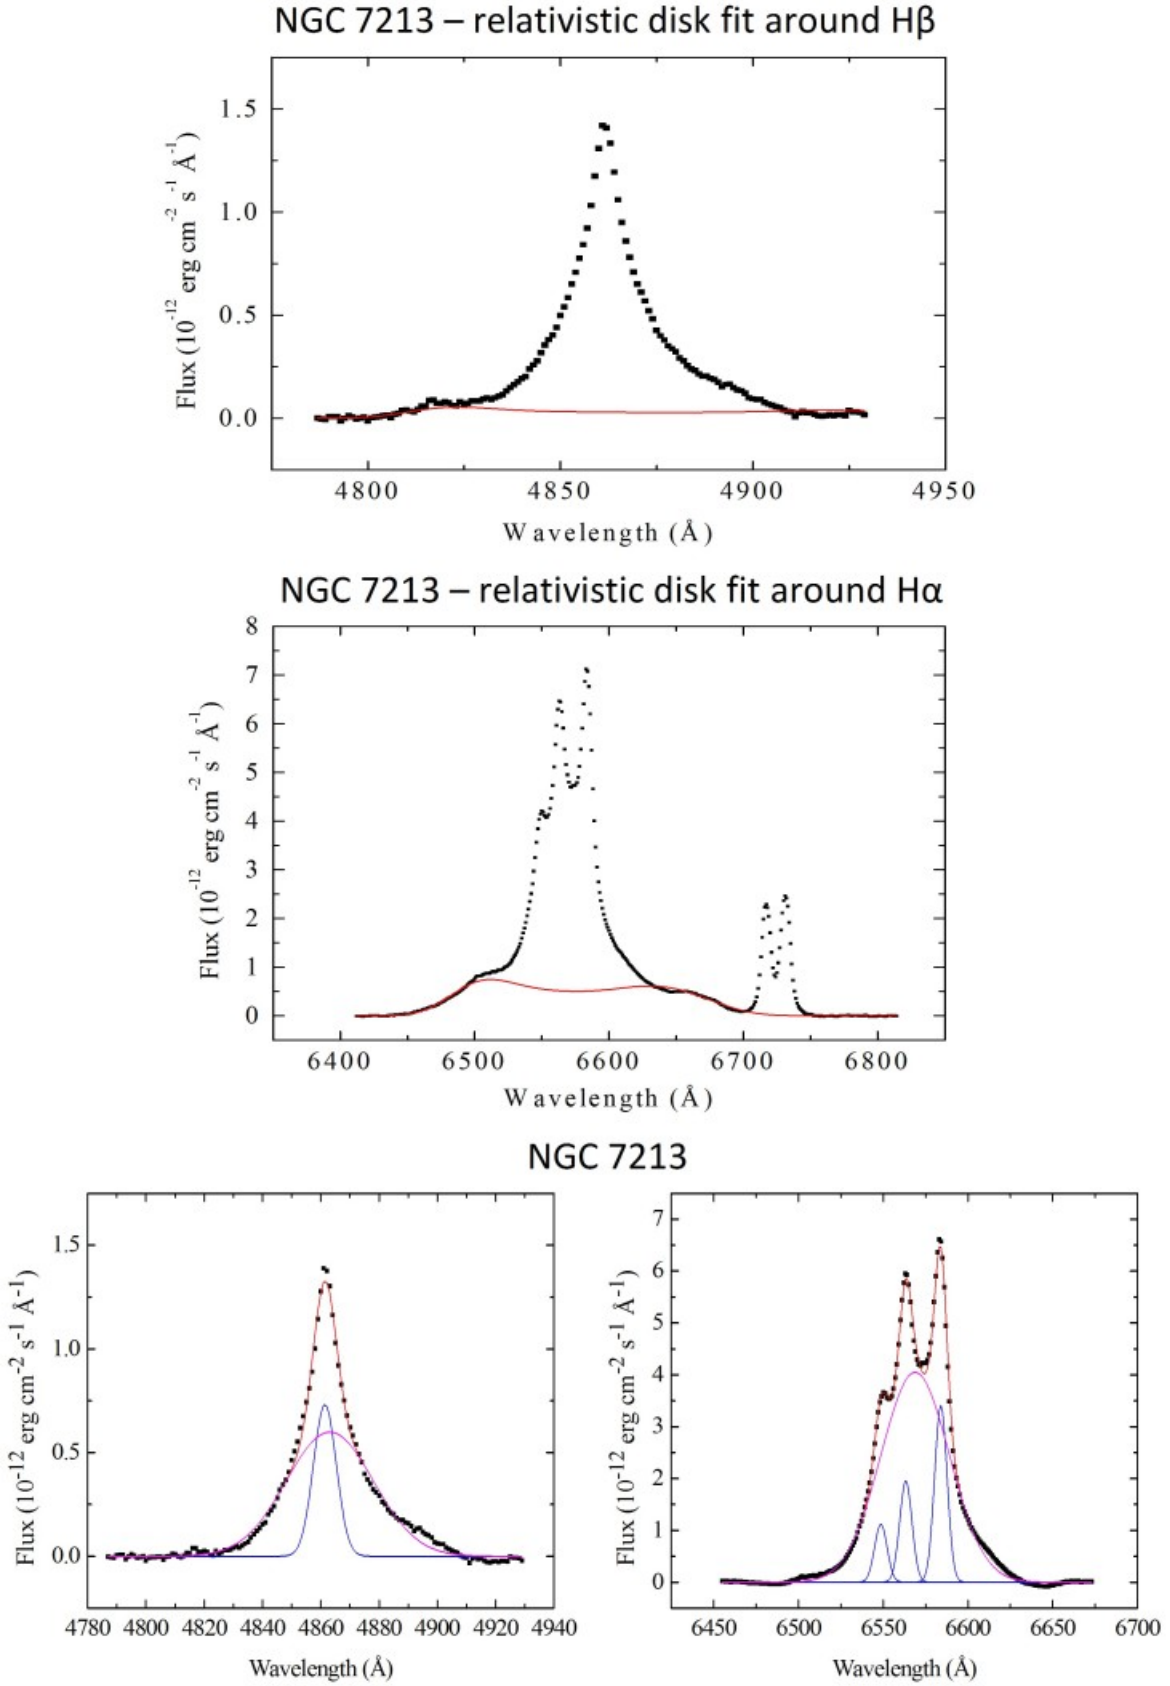 NGC 7213 – relativistic disk fit around Hβ
Flux (10⁻¹² erg cm⁻² s⁻¹ Å⁻¹)
1.5
1.0
0.5
0.0
4800 4850 4900 4950
Wavelength (Å)
NGC 7213 – relativistic disk fit around Hα
Flux (10⁻¹² erg cm⁻² s⁻¹ Å⁻¹)
8
7
6
5
4
3
2
1
0
6400 6500 6600 6700 6800
Wavelength (Å)
NGC 7213
Flux (10⁻¹² erg cm⁻² s⁻¹ Å⁻¹)
1.5
1.0
0.5
0.0
4780 4800 4820 4840 4860 4880 4900 4920 4940
Wavelength (Å)
Flux (10⁻¹² erg cm⁻² s⁻¹ Å⁻¹)
7
6
5
4
3
2
1
0
6450 6500 6550 6600 6650 6700
Wavelength (Å)